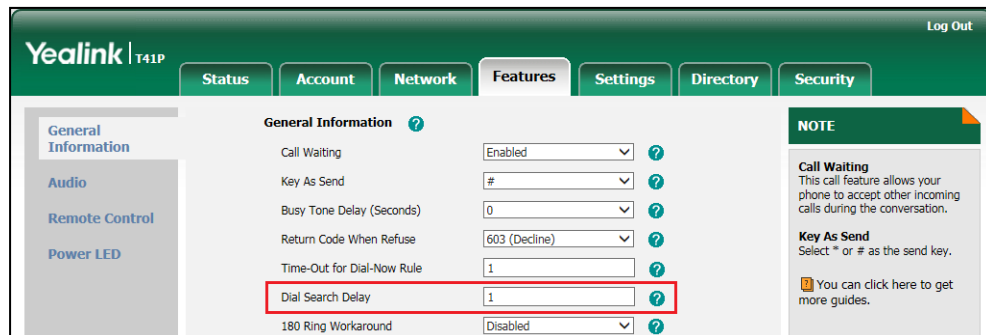 Log Out
Yealink | T41P
Status Account Network Features Settings Directory Security
General Information
Audio
Remote Control
Power LED
General Information ?
Call Waiting Enabled ?
Key As Send # ?
Busy Tone Delay (Seconds) 0 ?
Return Code When Refuse 603 (Decline) ?
Time-Out for Dial-Now Rule 1 ?
Dial Search Delay 1 ?
180 Ring Workaround Disabled ?
NOTE
Call Waiting
This call feature allows your
phone to accept other incoming
calls during the conversation.
Key As Send
Select * or # as the send key.
? You can click here to get
more guides.